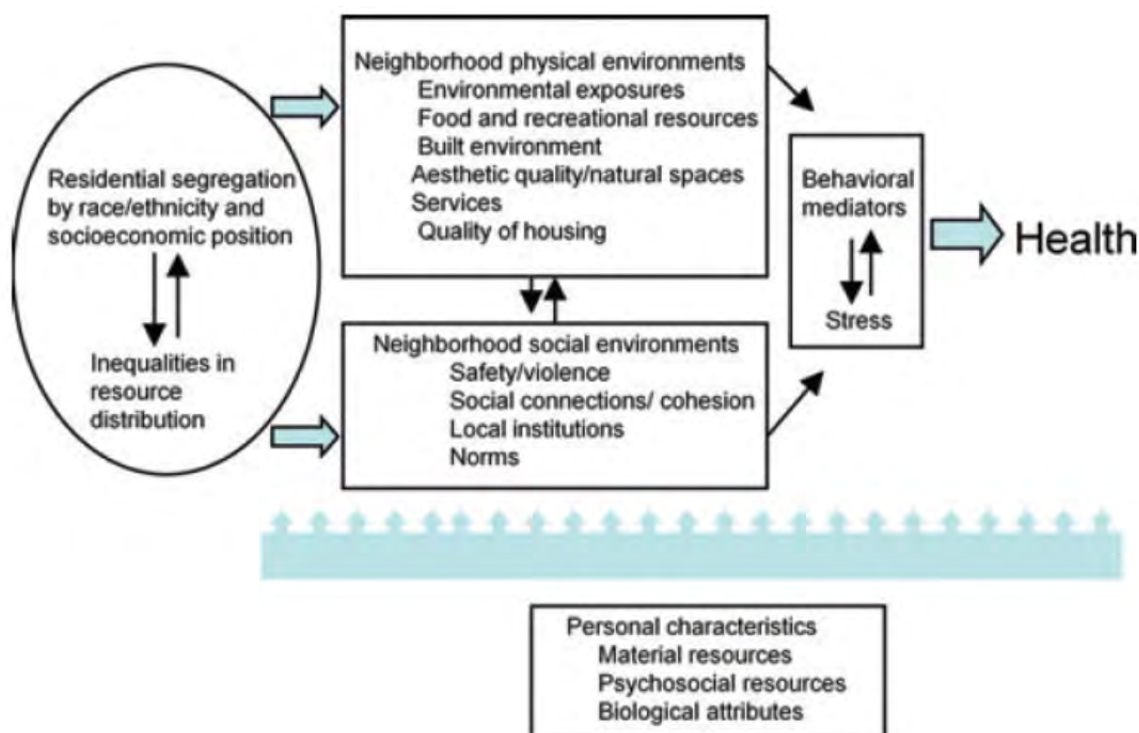 Residential segregation
by race/ethnicity and
socioeconomic position
Inequalities in
resource
distribution
Neighborhood physical environments
Environmental exposures
Food and recreational resources
Built environment
Aesthetic quality/natural spaces
Services
Quality of housing
Neighborhood social environments
Safety/violence
Social connections/ cohesion
Local institutions
Norms
Behavioral
mediators
Stress
Health
Personal characteristics
Material resources
Psychosocial resources
Biological attributes